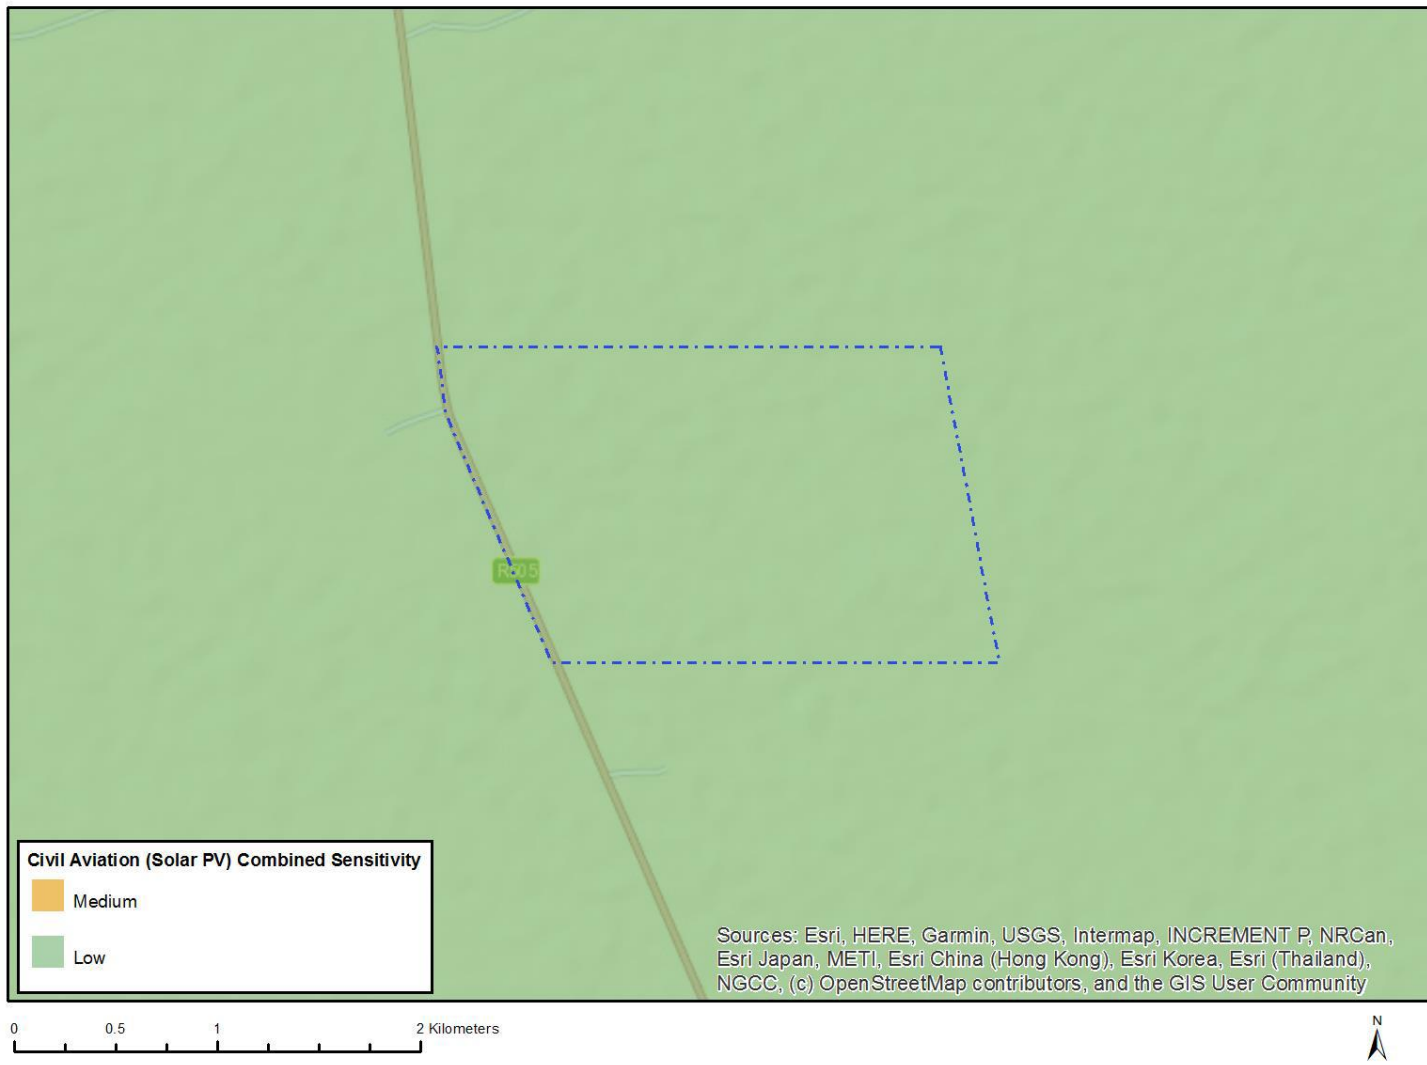 Civil Aviation (Solar PV) Combined Sensitivity
Medium
Low
Sources: Esri, HERE, Garmin, USGS, Intermap, INCREMENT P, NRCan,
Esri Japan, METI, Esri China (Hong Kong), Esri Korea, Esri (Thailand),
NGCC, (c) OpenStreetMap contributors, and the GIS User Community
0 0.5 1 2 Kilometers
N